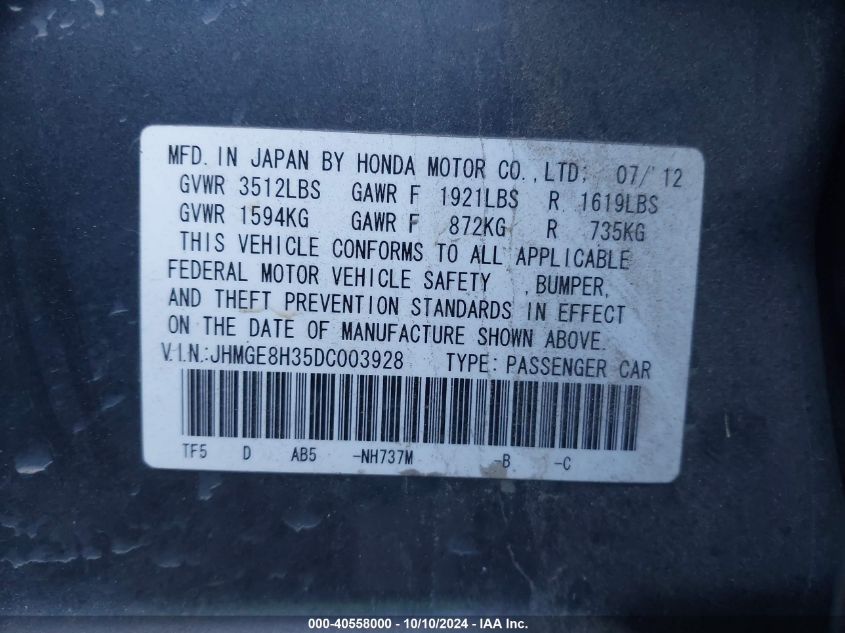 MFD. IN JAPAN BY HONDA MOTOR CO., LTD; 07/'12
GVWR 3512LBS GAWR F 1921LBS R 1619LBS
GVWR 1594KG GAWR F 872KG R 735KG
THIS VEHICLE CONFORMS TO ALL APPLICABLE
FEDERAL MOTOR VEHICLE SAFETY , BUMPER,
AND THEFT PREVENTION STANDARDS IN EFFECT
ON THE DATE OF MANUFACTURE SHOWN ABOVE.
V.I.N.:JHMGE8H35DC003928 TYPE: PASSENGER CAR
TF5 D AB5 -NH737M -B -C
000-40558000 - 10/10/2024 - IAA Inc.